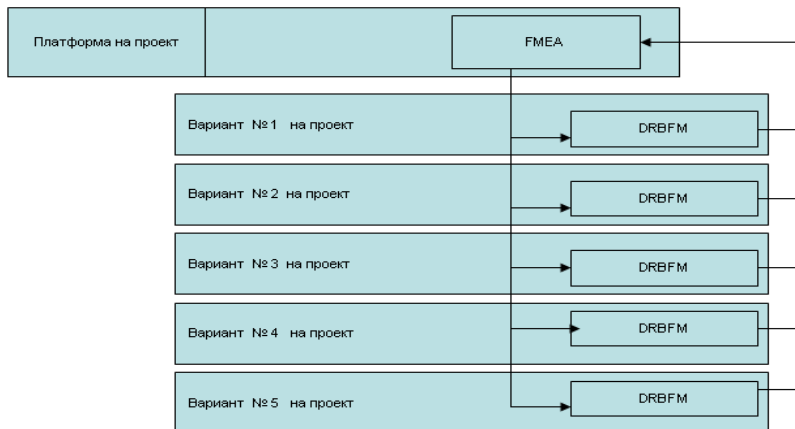 Платформа на проект
FMEA
Вариант №1 на проект
DRBFM
Вариант №2 на проект
DRBFM
Вариант №3 на проект
DRBFM
Вариант №4 на проект
DRBFM
Вариант №5 на проект
DRBFM